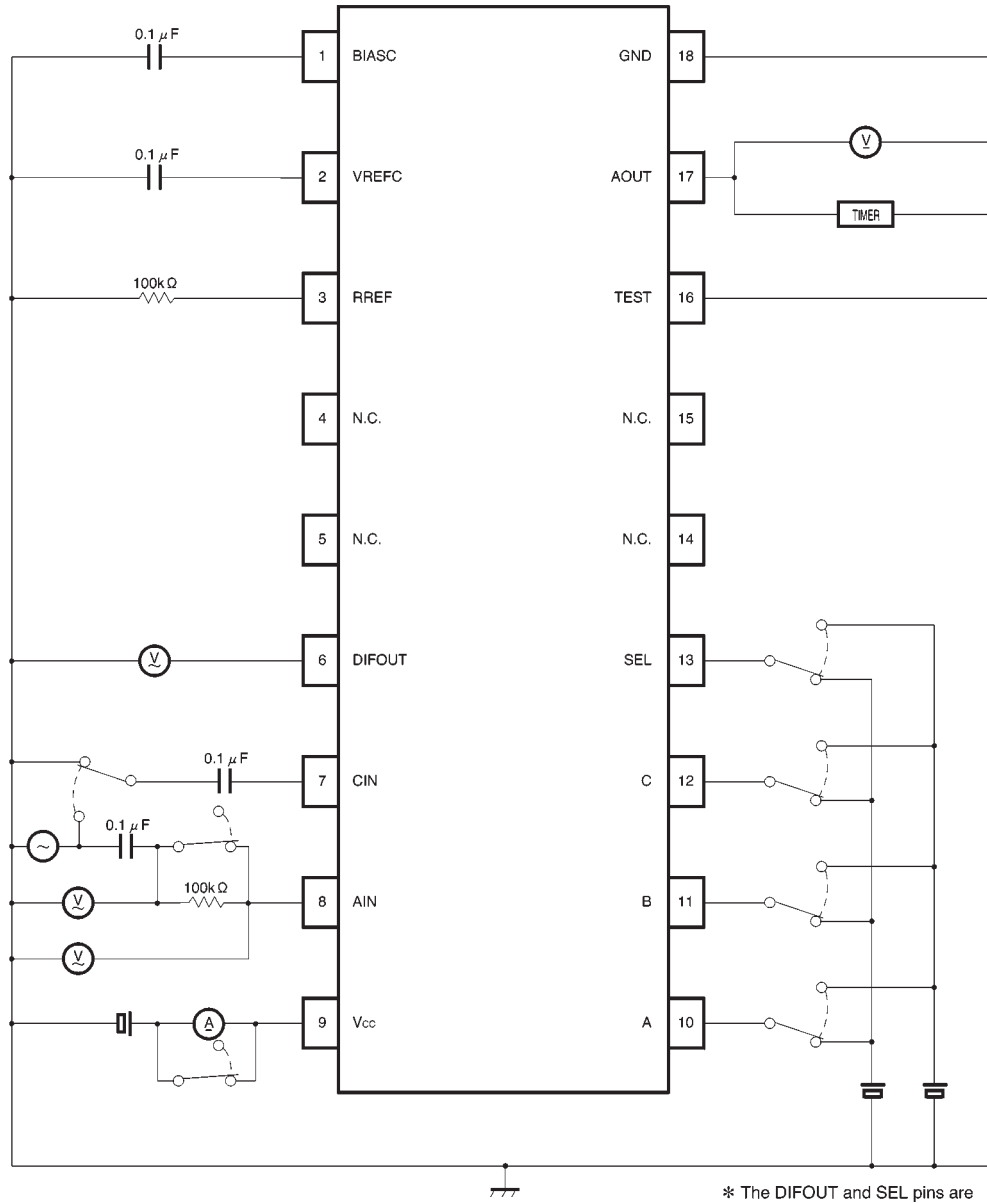 0.1 μF
1 BIASC GND 18
0.1 μF
2 VREFC AOUT 17
V
TIMER
100kΩ
3 RREF TEST 16
4 N.C. N.C. 15
5 N.C. N.C. 14
V
6 DIFOUT SEL 13
0.1 μF
7 CIN C 12
0.1 μF
~
100kΩ
V
8 AIN B 11
V
A
9 Vcc A 10
* The DIFOUT and SEL pins are